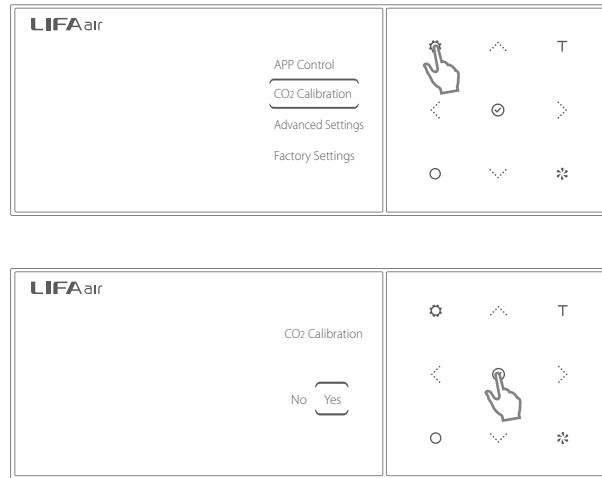 LIFAair
T
APP Control
CO2 Calibration
Advanced Settings
Factory Settings
LIFAair
T
CO2 Calibration
No Yes